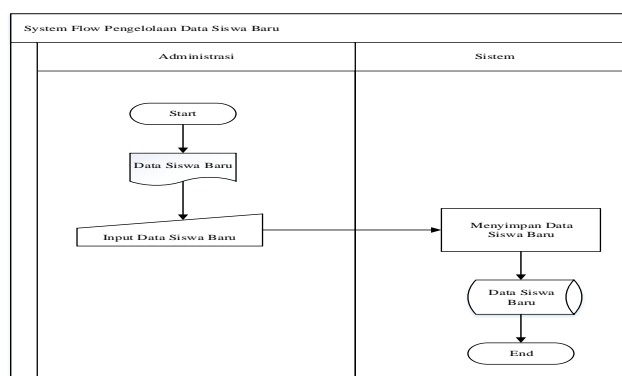 System Flow Pengelolaan Data Siswa Baru
Administrasi
Sistem
Start
Data Siswa Baru
Input Data Siswa Baru
Menyimpan Data
Siswa Baru
Data Siswa
Baru
End